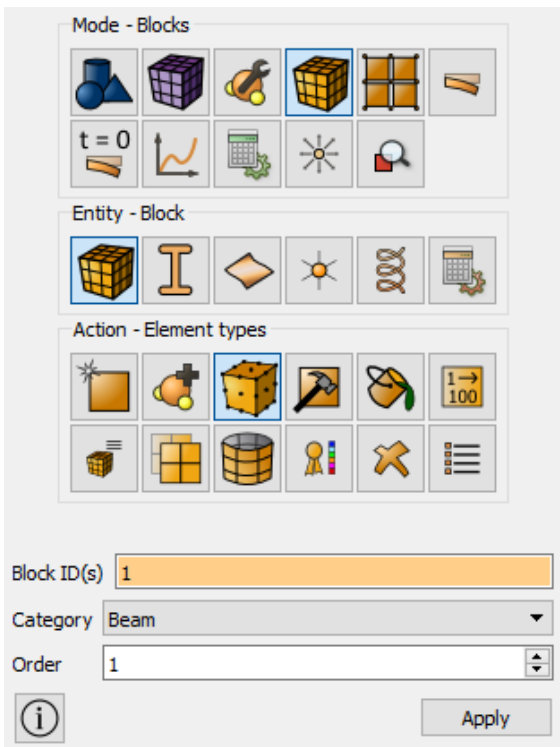 Mode - Blocks
t = 0
Entity - Block
Action - Element types
1→
100
Block ID(s) 1
Category Beam
Order 1
i Apply